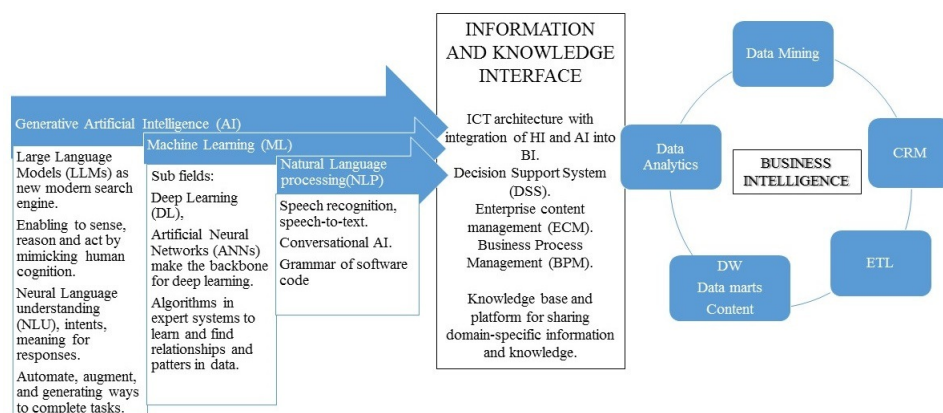 Generative Artificial Intelligence (AI)
Large Language
Models (LLMs) as
new modern search
engine.
Enabling to sense,
reason and act by
mimicking human
cognition.
Neural Language
understanding
(NLU), intents,
meaning for
responses.
Automate, augment,
and generating ways
to complete tasks.
Machine Learning (ML)
Sub fields:
Deep Learning
(DL),
Artificial Neural
Networks (ANNs)
make the backbone
for deep learning.
Algorithms in
expert systems to
learn and find
relationships and
patters in data.
Natural Language
processing(NLP)
Speech recognition,
speech-to-text.
Conversational AI.
Grammar of software
code
INFORMATION
AND KNOWLEDGE
INTERFACE
ICT architecture with
integration of HI and AI into
BI.
Decision Support System
(DSS).
Enterprise content
management (ECM).
Business Process
Management (BPM).
Knowledge base and
platform for sharing
domain-specific information
and knowledge.
Data Mining
CRM
ETL
DW
Data marts
Content
Data
Analytics
BUSINESS
INTELLIGENCE